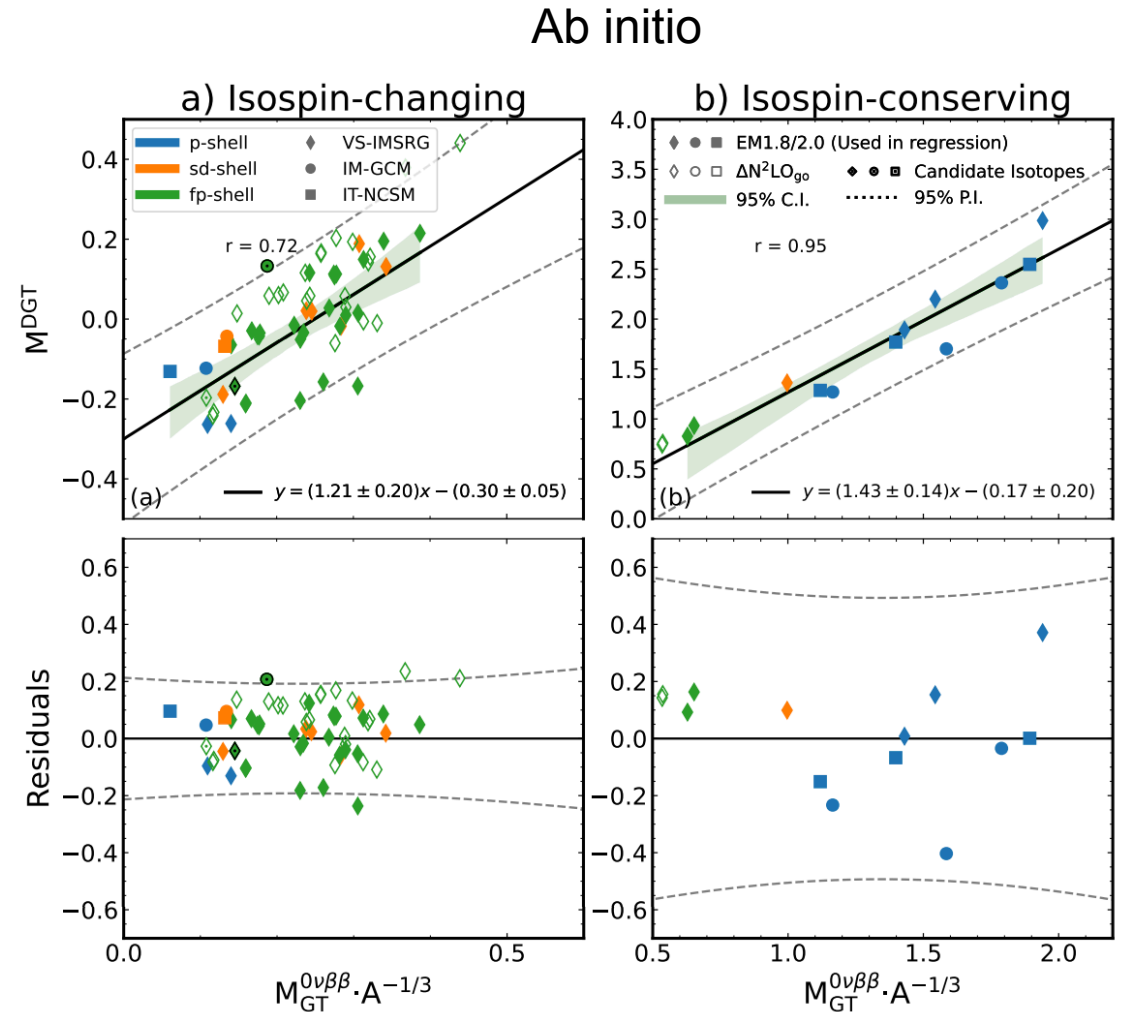 Ab initio
a) Isospin-changing
b) Isospin-conserving
M^DGT
0.4
0.2
0.0
−0.2
−0.4
p-shell
sd-shell
fp-shell
VS-IMSRG
IM-GCM
IT-NCSM
r = 0.72
(a)
y = (1.21 ± 0.20)x − (0.30 ± 0.05)
4.0
3.5
3.0
2.5
2.0
1.5
1.0
0.5
0.0
EM1.8/2.0 (Used in regression)
ΔN²LO_go
Candidate Isotopes
95% C.I.
95% P.I.
r = 0.95
(b)
y = (1.43 ± 0.14)x − (0.17 ± 0.20)
Residuals
0.6
0.4
0.2
0.0
−0.2
−0.4
−0.6
0.0
0.5
M_GT^0νββ·A^−1/3
0.6
0.4
0.2
0.0
−0.2
−0.4
−0.6
0.5
1.0
1.5
2.0
M_GT^0νββ·A^−1/3